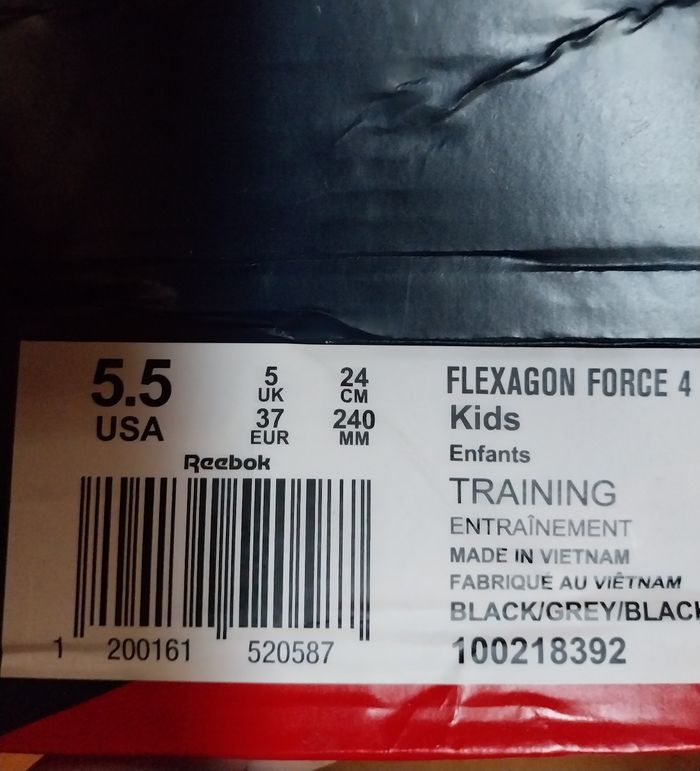 5.5
USA
5
UK
37
EUR
24
CM
240
MM
Reebok
1 200161 520587
FLEXAGON FORCE 4
Kids
Enfants
TRAINING
ENTRAÎNEMENT
MADE IN VIETNAM
FABRIQUÉ AU VIÊTNAM
BLACK/GREY/BLACK
100218392